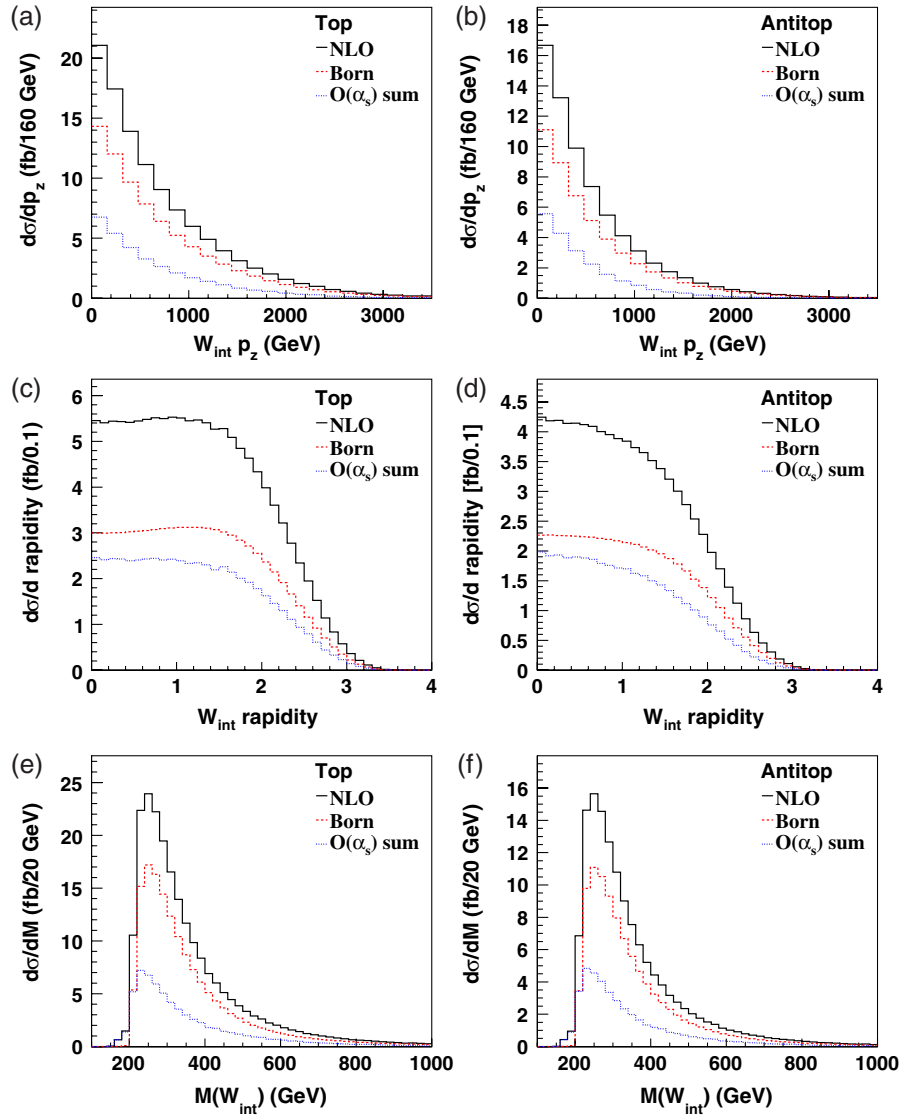 (a)
Top
NLO
Born
O(αs) sum
dσ/dpz (fb/160 GeV)
20
15
10
5
0
0 1000 2000 3000
Wint pz (GeV)
(b)
Antitop
NLO
Born
O(αs) sum
dσ/dpz (fb/160 GeV)
18
16
14
12
10
8
6
4
2
0
0 1000 2000 3000
Wint pz (GeV)
(c)
Top
NLO
Born
O(αs) sum
dσ/d rapidity (fb/0.1)
6
5
4
3
2
1
0
0 1 2 3 4
Wint rapidity
(d)
Antitop
NLO
Born
O(αs) sum
dσ/d rapidity [fb/0.1]
4.5
4
3.5
3
2.5
2
1.5
1
0.5
0
0 1 2 3 4
Wint rapidity
(e)
Top
NLO
Born
O(αs) sum
dσ/dM (fb/20 GeV)
25
20
15
10
5
0
200 400 600 800 1000
M(Wint) (GeV)
(f)
Antitop
NLO
Born
O(αs) sum
dσ/dM (fb/20 GeV)
16
14
12
10
8
6
4
2
0
200 400 600 800 1000
M(Wint) (GeV)